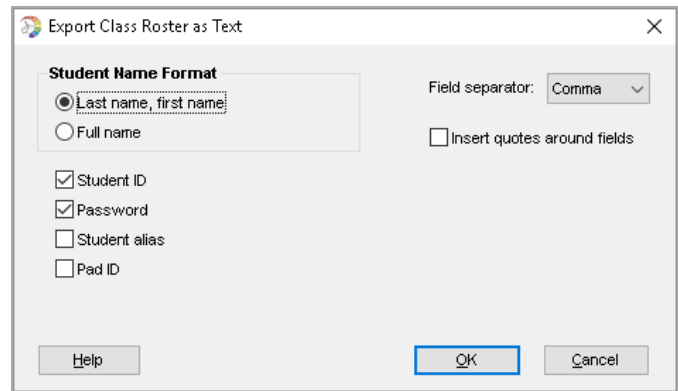 Export Class Roster as Text
Student Name Format
Last name, first name
Full name
Field separator: Comma
Insert quotes around fields
Student ID
Password
Student alias
Pad ID
Help
OK
Cancel